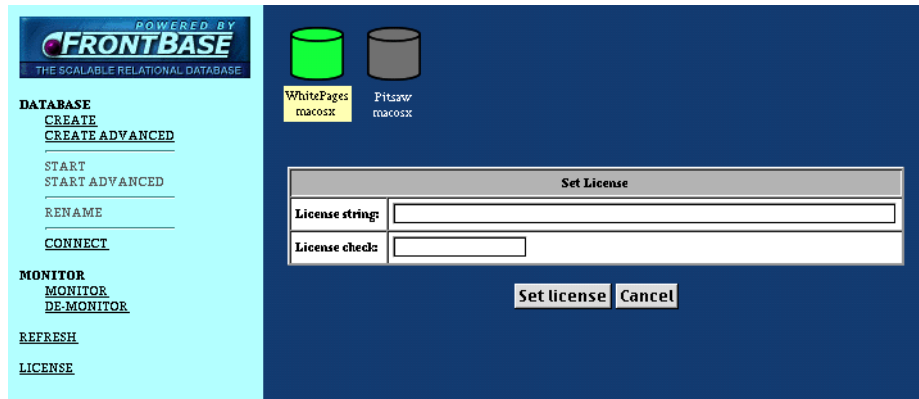 POWERED BY
FRONTBASE
THE SCALABLE RELATIONAL DATABASE
DATABASE
CREATE
CREATE ADVANCED
START
START ADVANCED
RENAME
CONNECT
MONITOR
MONITOR
DE-MONITOR
REFRESH
LICENSE
WhitePages
macosx
Pitsaw
macosx
Set License
License string:
License check:
Set license Cancel